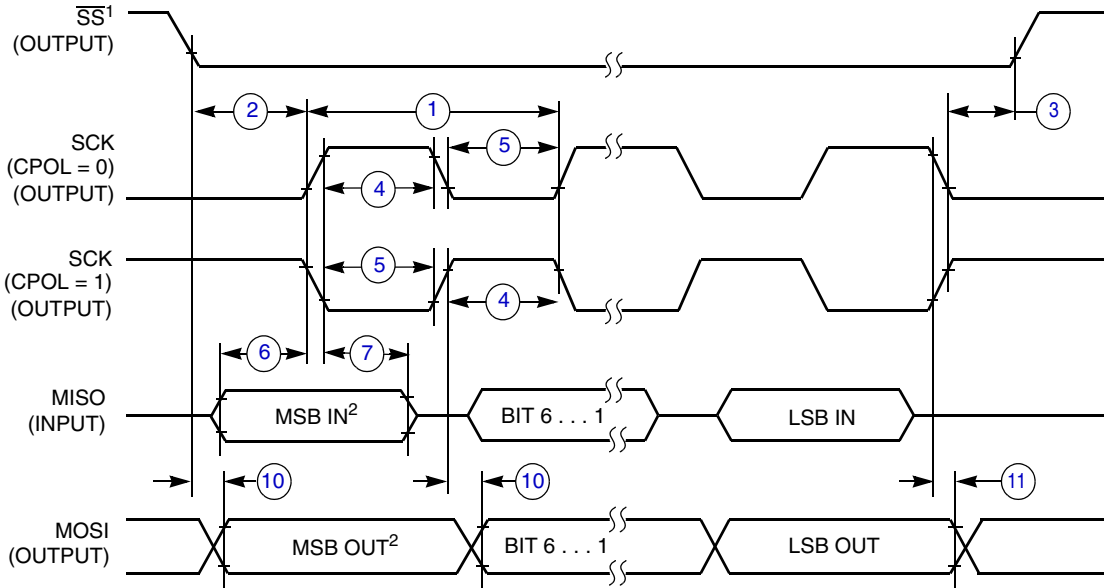 SS¹
(OUTPUT)
2
1
3
SCK
(CPOL = 0)
(OUTPUT)
5
4
SCK
(CPOL = 1)
(OUTPUT)
5
4
6
7
MISO
(INPUT)
MSB IN²
BIT 6 . . . 1
LSB IN
10
10
11
MOSI
(OUTPUT)
MSB OUT²
BIT 6 . . . 1
LSB OUT